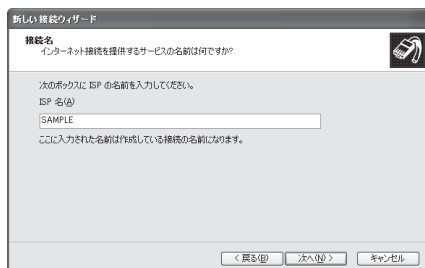 新しい接続ウィザード
接続名
インターネット接続を提供するサービスの名前は何ですか?
次のボックスに ISP の名前を入力してください。
ISP 名(A)
SAMPLE
ここに入力された名前は作成している接続の名前になります。
< 戻る(B)
次へ(N) >
キャンセル